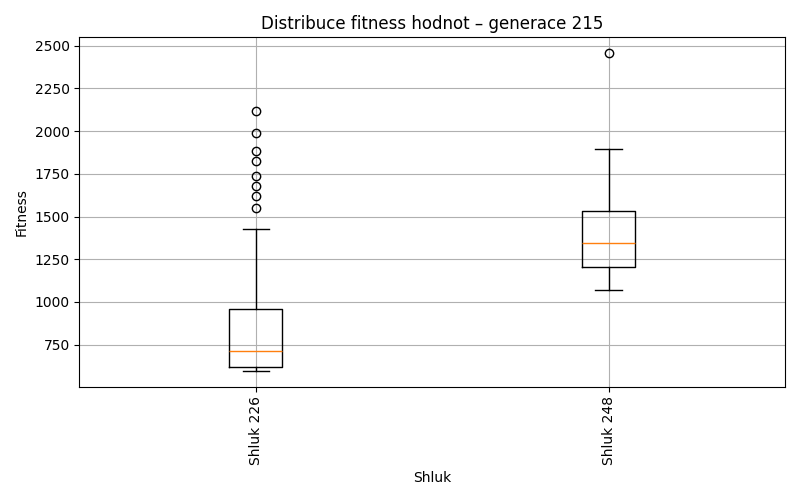 Distribuce fitness hodnot – generace 215
Fitness
2500
2250
2000
1750
1500
1250
1000
750
Shluk 226
Shluk 248
Shluk